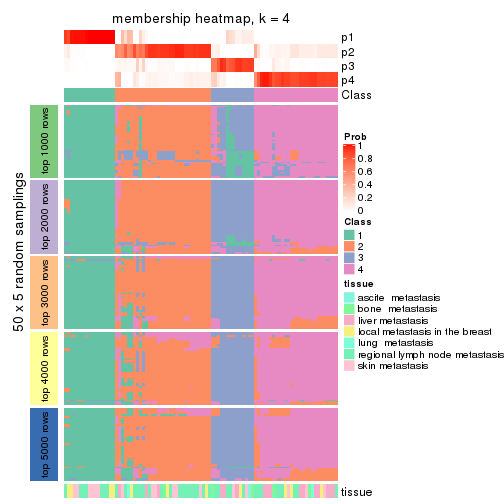 membership heatmap, k = 4
p1
p2
p3
p4
Class
50 x 5 random samplings
top 1000 rows
top 2000 rows
top 3000 rows
top 4000 rows
top 5000 rows
tissue
Prob
1
0.8
0.6
0.4
0.2
0
Class
1
2
3
4
tissue
ascite metastasis
bone metastasis
liver metastasis
local metastasis in the breast
lung metastasis
regional lymph node metastasis
skin metastasis